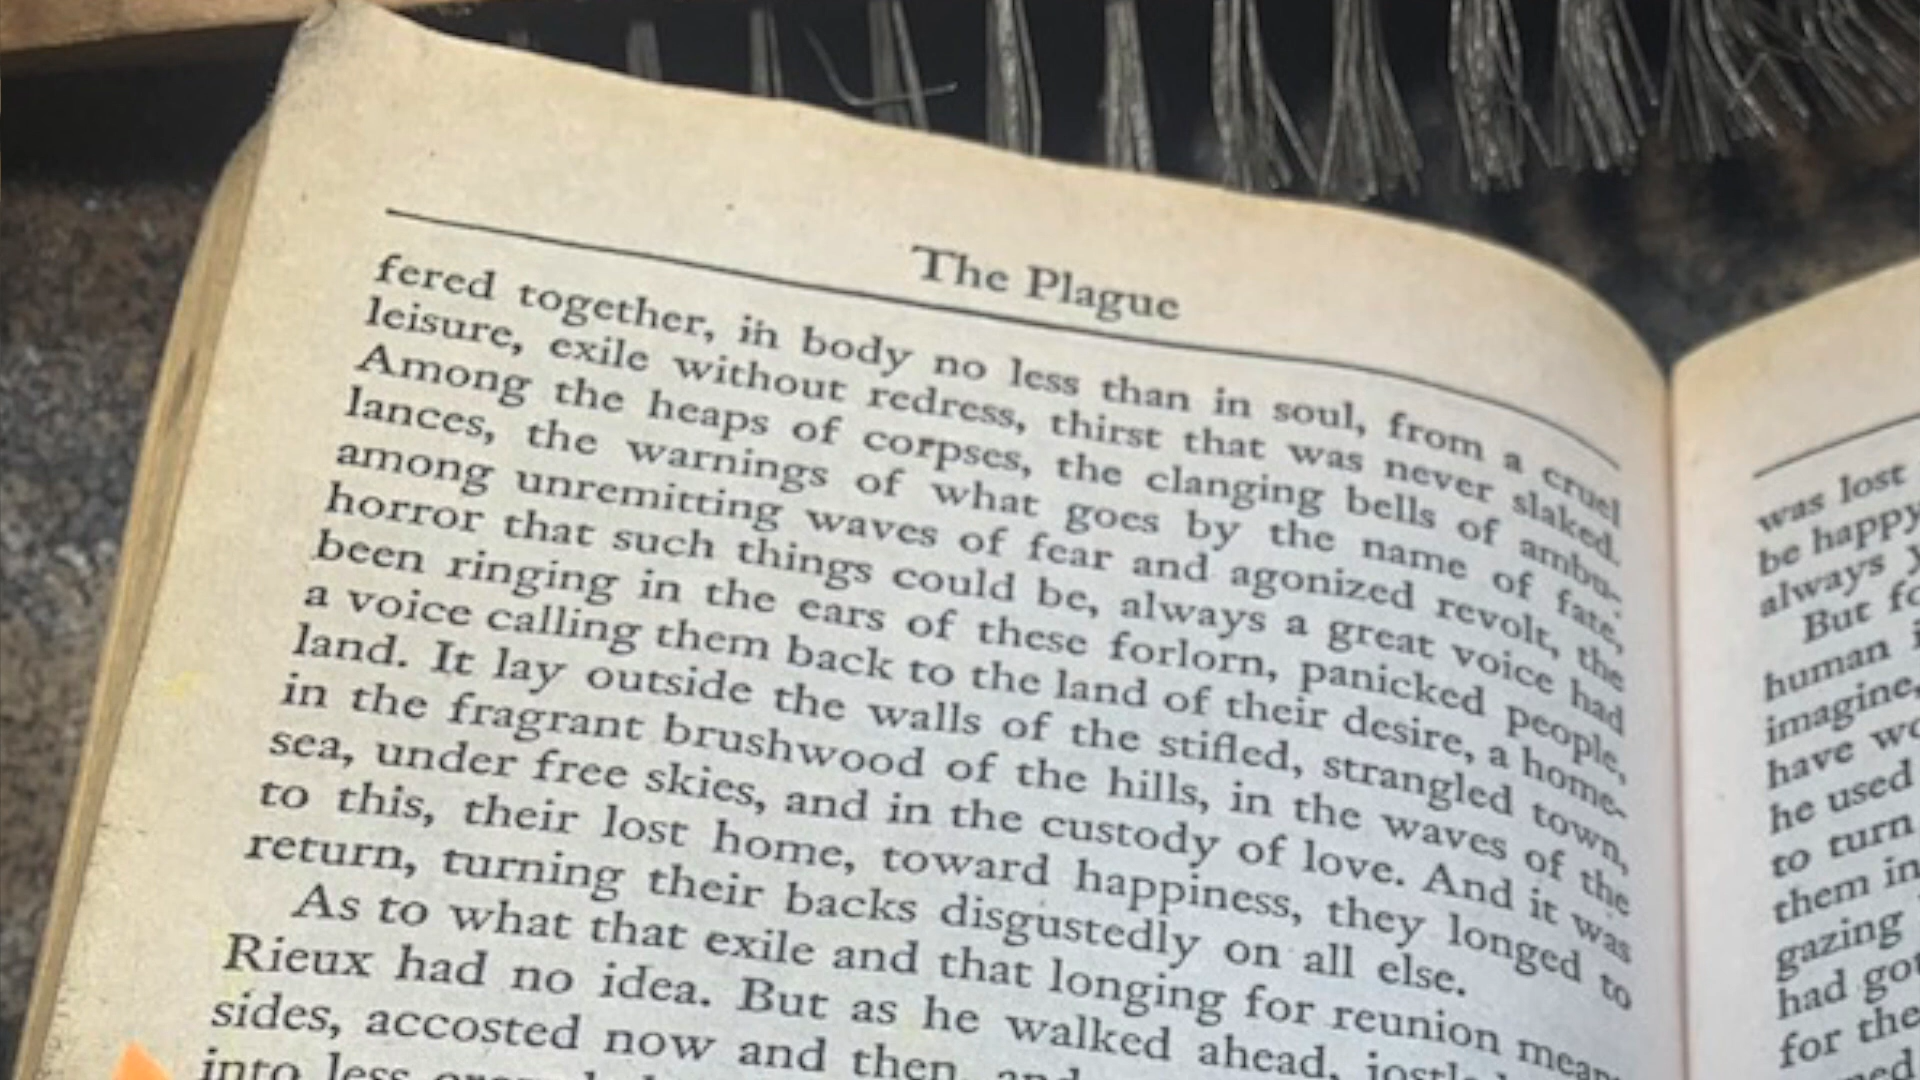 The Plague
fered together, in body no less than in soul, from a cruel
leisure, exile without redress, thirst that was never slaked.
Among the heaps of corpses, the clanging bells of ambu-
lances, the warnings of what goes by the name of fate,
among unremitting waves of fear and agonized revolt, the
horror that such things could be, always a great voice had
been ringing in the ears of these forlorn, panicked people,
a voice calling them back to the land of their desire, a home-
land. It lay outside the walls of the stifled, strangled town,
in the fragrant brushwood of the hills, in the waves of the
sea, under free skies, and in the custody of love. And it was
to this, their lost home, toward happiness, they longed to
return, turning their backs disgustedly on all else.
As to what that exile and that longing for reunion meant
Rieux had no idea. But as he walked ahead,
sides, accosted now and then, and
into less
was lost
be happy
always
But
human
imagine,
have
he used
to turn
them in
gazing
had
for the